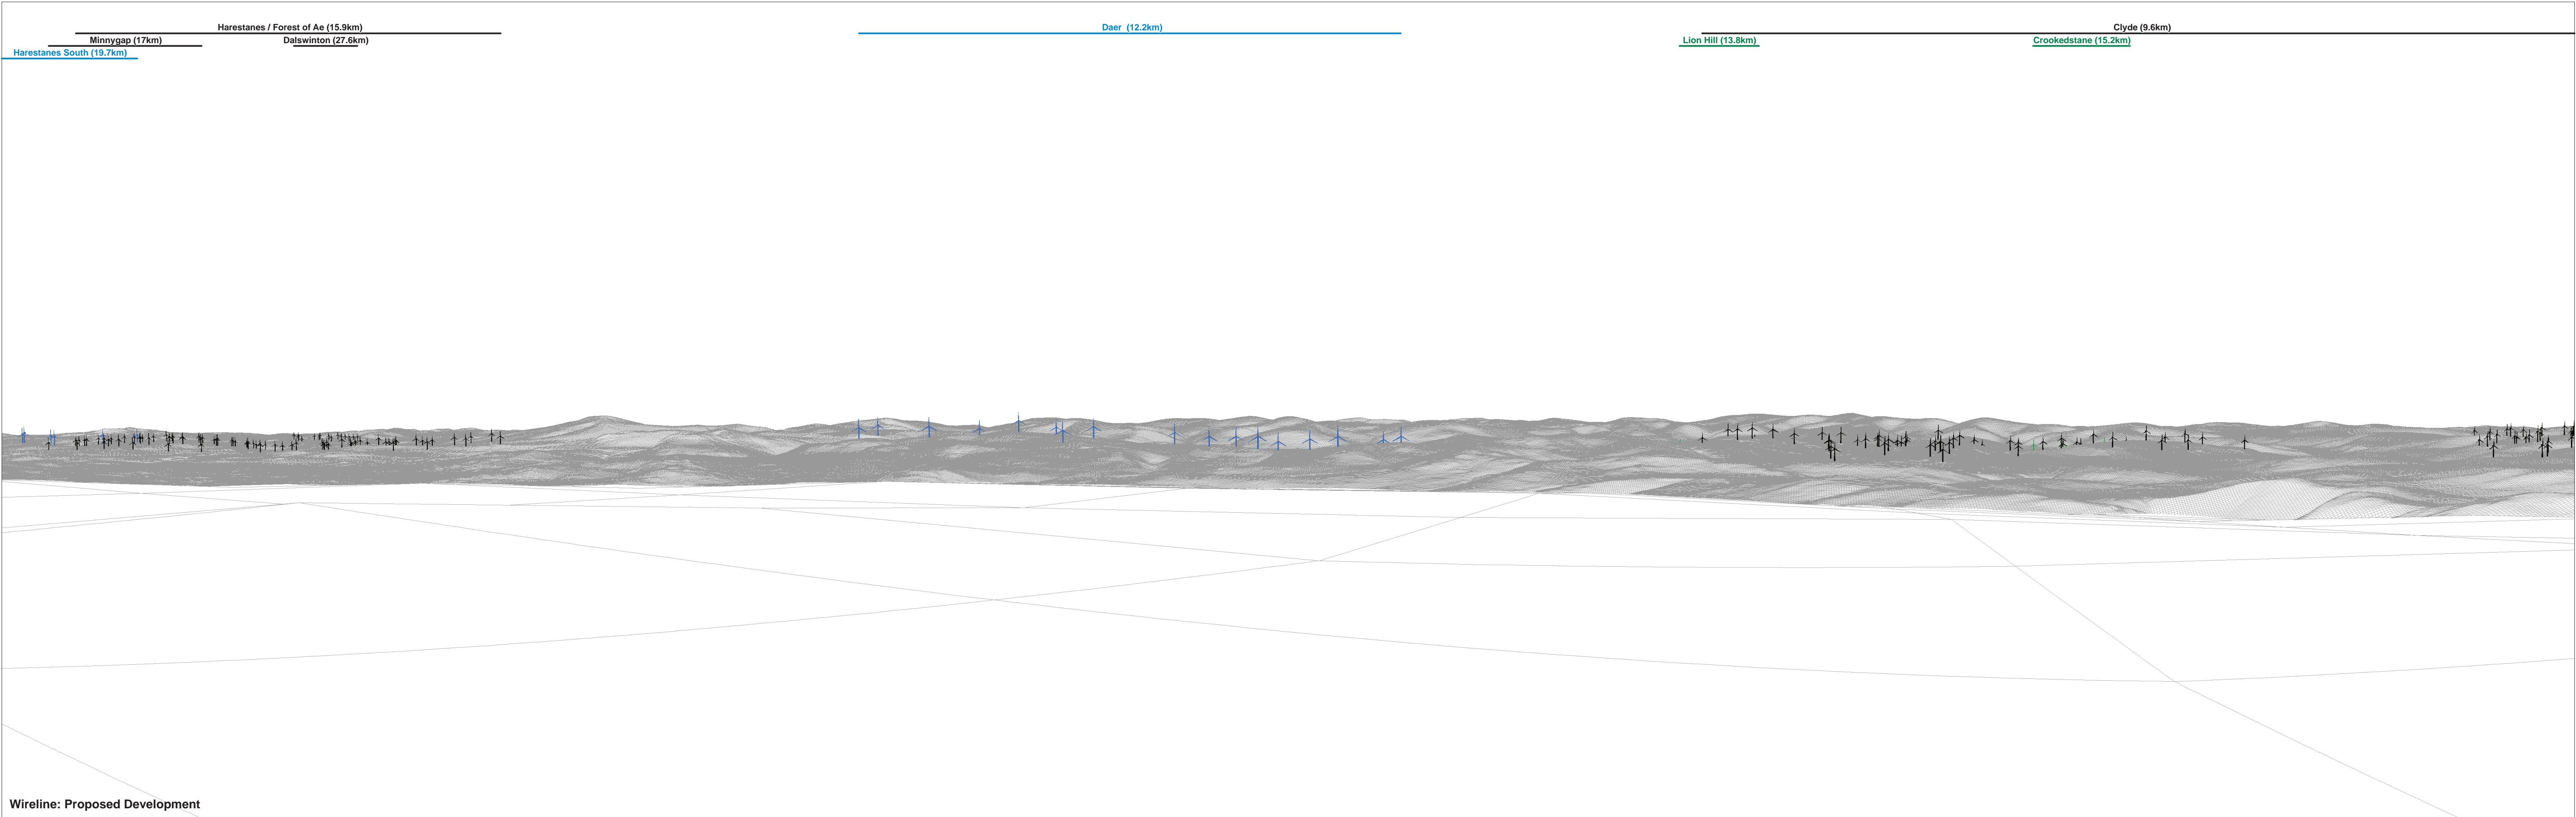 Harestanes / Forest of Ae (15.9km)
Daer (12.2km)
Clyde (9.6km)
Minnygap (17km)
Dalswinton (27.6km)
Lion Hill (13.8km)
Crookedstane (15.2km)
Harestanes South (19.7km)
Wireline: Proposed Development